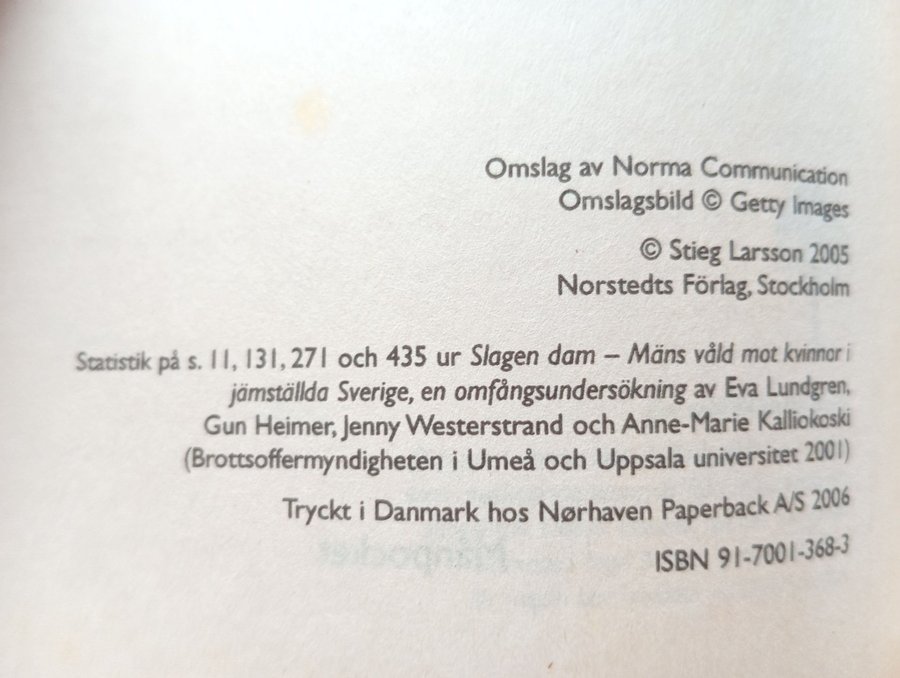 Omslag av Norma Communication
Omslagsbild © Getty Images
© Stieg Larsson 2005
Norstedts Förlag, Stockholm
Statistik på s. 11, 131, 271 och 435 ur Slagen dam – Mäns våld mot kvinnor i
jämställda Sverige, en omfångsundersökning av Eva Lundgren,
Gun Heimer, Jenny Westerstrand och Anne-Marie Kalliokoski
(Brottsoffermyndigheten i Umeå och Uppsala universitet 2001)
Tryckt i Danmark hos Nørhaven Paperback A/S 2006
Månpocket
ISBN 91-7001-368-3